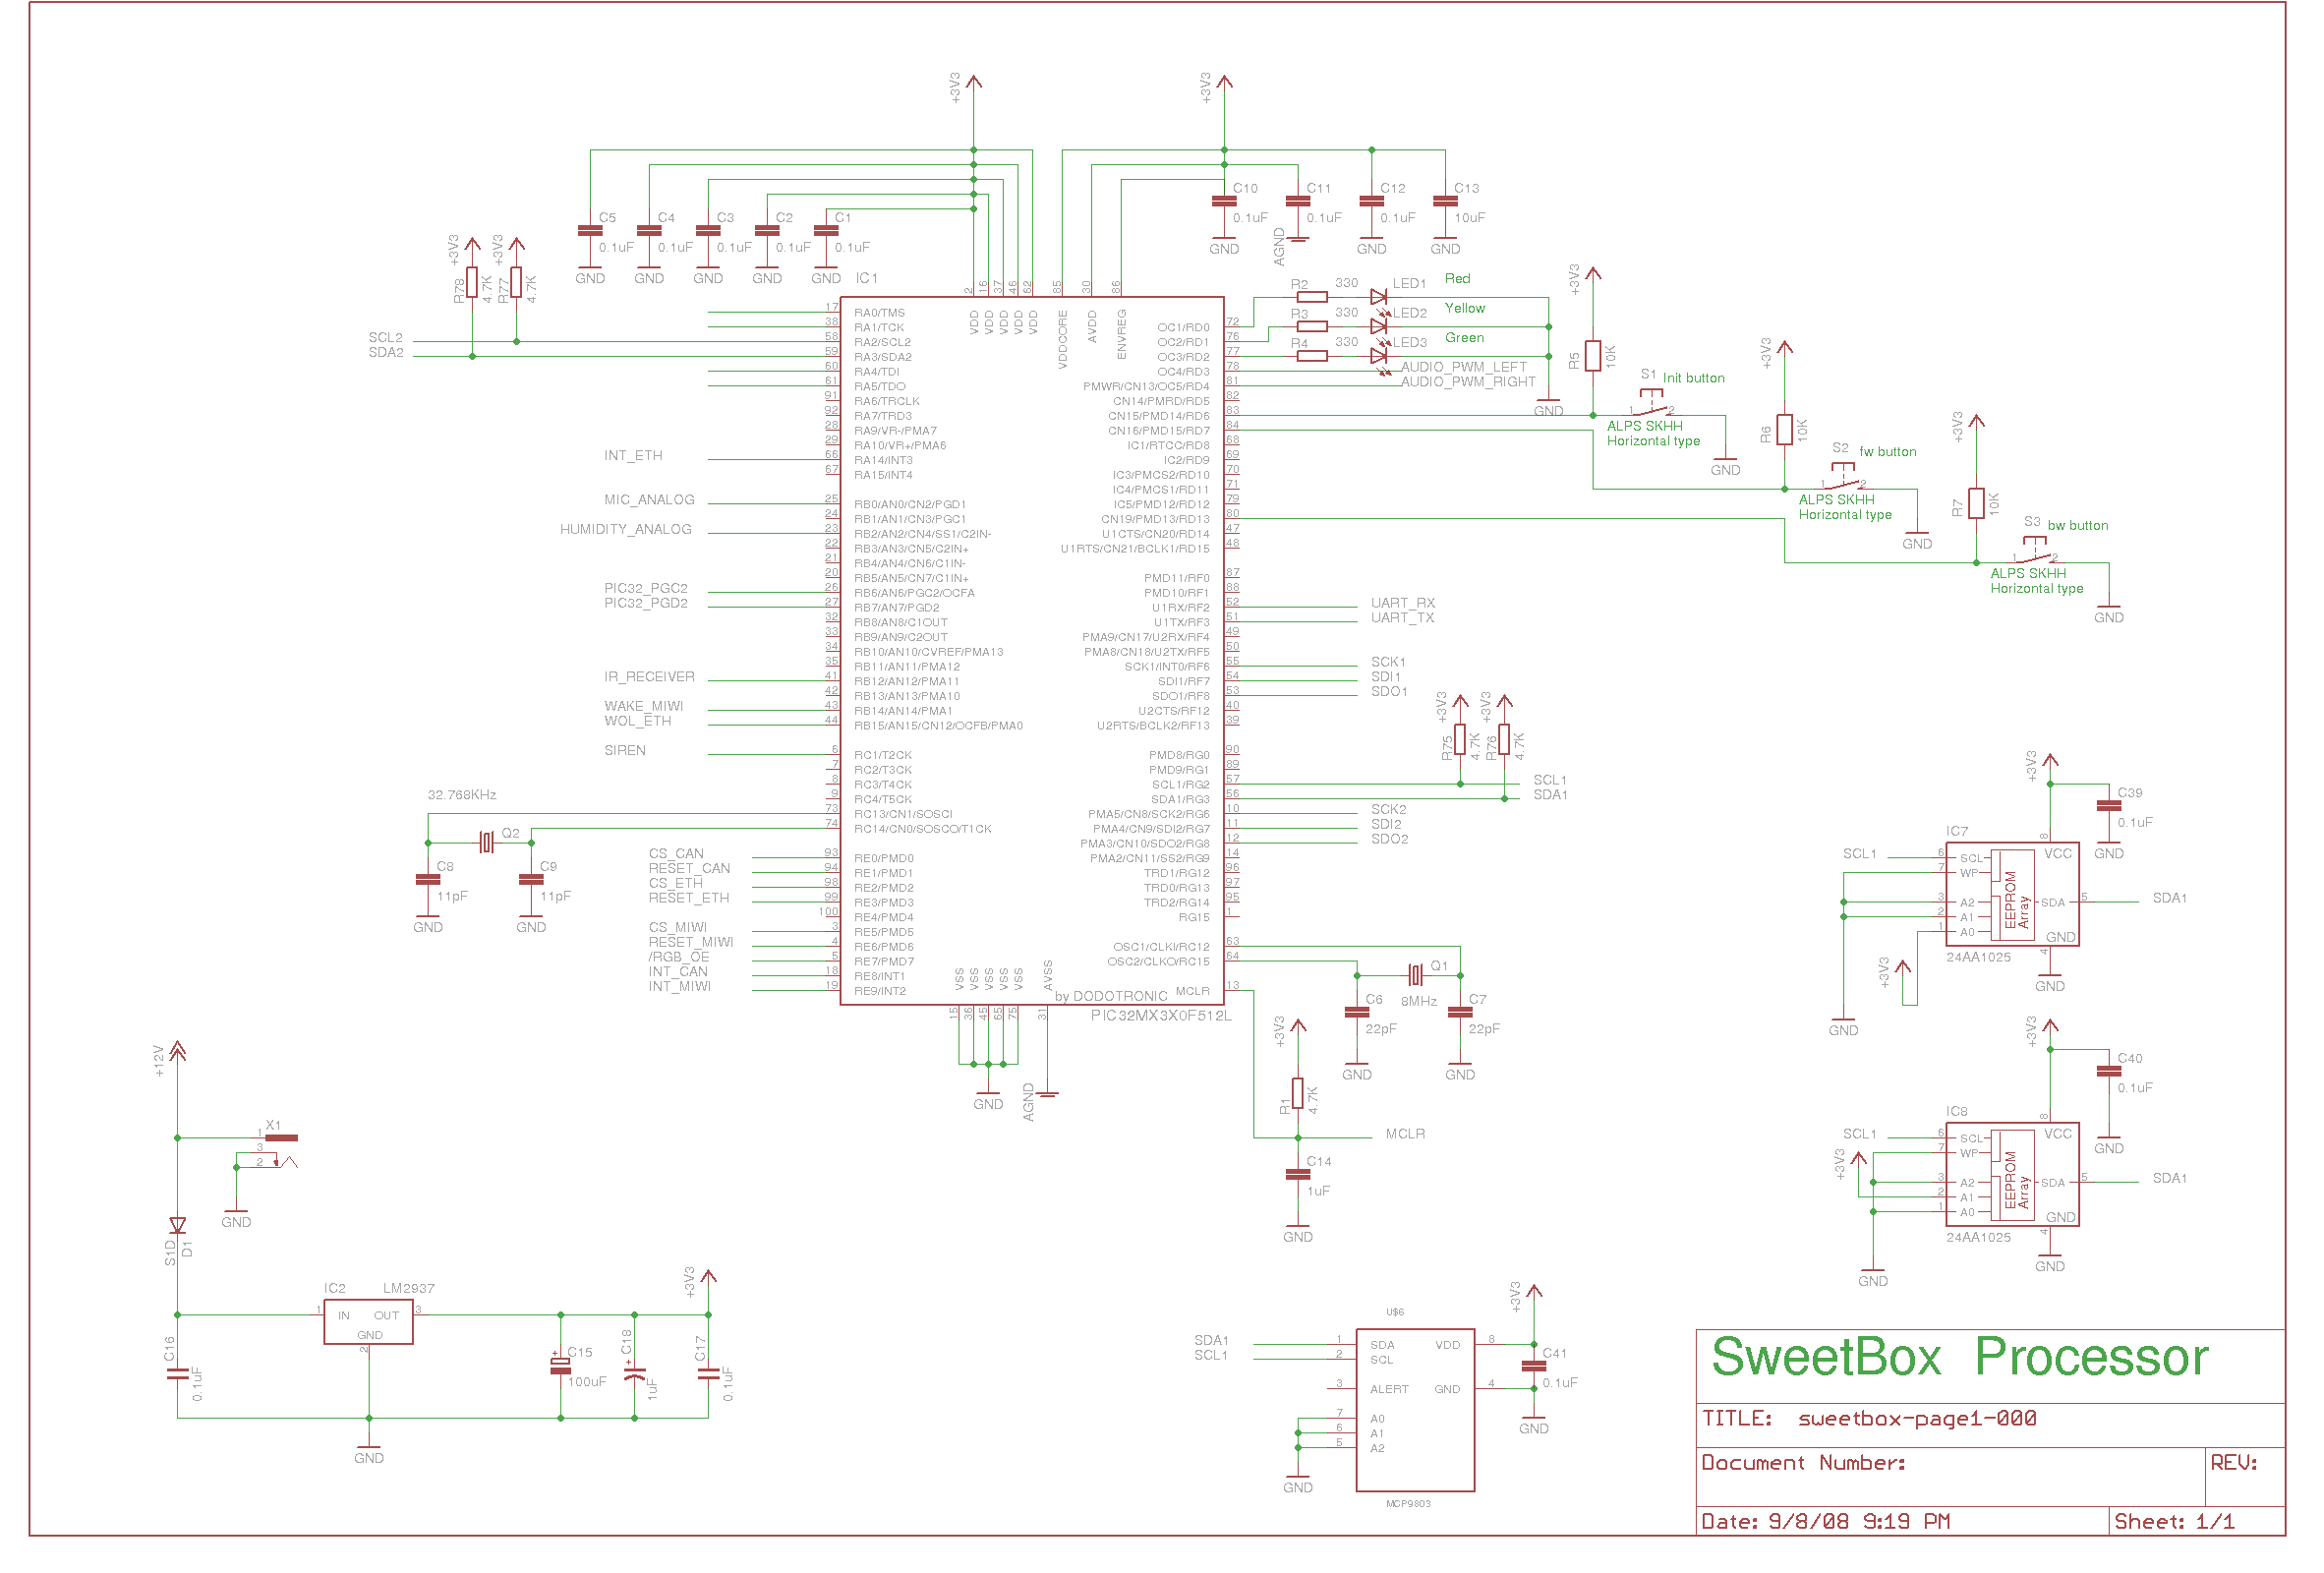 +3V3
+3V3
C5
0.1uF
GND
C4
0.1uF
GND
C3
0.1uF
GND
C2
0.1uF
GND
C1
0.1uF
GND
C10
0.1uF
GND
C11
0.1uF
AGND
C12
0.1uF
GND
C13
10uF
GND
+3V3
+3V3
R78
4.7K
R77
4.7K
SCL2
SDA2
IC1
2 VDD
16 VDD
37 VDD
46 VDD
62 VDD
85 VDDCORE
30 AVDD
86 ENVREG
17 RA0/TMS
38 RA1/TCK
58 RA2/SCL2
59 RA3/SDA2
60 RA4/TDI
61 RA5/TDO
91 RA6/TRCLK
92 RA7/TRD3
28 RA9/VR-/PMA7
29 RA10/VR+/PMA6
INT_ETH 66 RA14/INT3
67 RA15/INT4
MIC_ANALOG 25 RB0/AN0/CN2/PGD1
24 RB1/AN1/CN3/PGC1
HUMIDITY_ANALOG 23 RB2/AN2/CN4/SS1/C2IN-
22 RB3/AN3/CN5/C2IN+
21 RB4/AN4/CN6/C1IN-
20 RB5/AN5/CN7/C1IN+
PIC32_PGC2 26 RB6/AN6/PGC2/OCFA
PIC32_PGD2 27 RB7/AN7/PGD2
32 RB8/AN8/C1OUT
33 RB9/AN9/C2OUT
34 RB10/AN10/CVREF/PMA13
35 RB11/AN11/PMA12
IR_RECEIVER 41 RB12/AN12/PMA11
42 RB13/AN13/PMA10
WAKE_MIWI 43 RB14/AN14/PMA1
WOL_ETH 44 RB15/AN15/CN12/OCFB/PMA0
SIREN 6 RC1/T2CK
7 RC2/T3CK
8 RC3/T4CK
9 RC4/T5CK
73 RC13/CN1/SOSCI
74 RC14/CN0/SOSCO/T1CK
CS_CAN 93 RE0/PMD0
RESET_CAN 94 RE1/PMD1
CS_ETH 98 RE2/PMD2
RESET_ETH 99 RE3/PMD3
100 RE4/PMD4
CS_MIWI 3 RE5/PMD5
RESET_MIWI 4 RE6/PMD6
/RGB_OE 5 RE7/PMD7
INT_CAN 18 RE8/INT1
INT_MIWI 19 RE9/INT2
OC1/RD0 72
OC2/RD1 76
OC3/RD2 77
OC4/RD3 78 AUDIO_PWM_LEFT
PMWR/CN13/OC5/RD4 81 AUDIO_PWM_RIGHT
CN14/PMRD/RD5 82
CN15/PMD14/RD6 83
CN16/PMD15/RD7 84
IC1/RTCC/RD8 68
IC2/RD9 69
IC3/PMCS2/RD10 70
IC4/PMCS1/RD11 71
IC5/PMD12/RD12 79
CN19/PMD13/RD13 80
U1CTS/CN20/RD14 47
U1RTS/CN21/BCLK1/RD15 48
PMD11/RF0 87
PMD10/RF1 88
U1RX/RF2 52 UART_RX
U1TX/RF3 51 UART_TX
PMA9/CN17/U2RX/RF4 49
PMA8/CN18/U2TX/RF5 50
SCK1/INT0/RF6 55 SCK1
SDI1/RF7 54 SDI1
SDO1/RF8 53 SDO1
U2CTS/RF12 40
U2RTS/BCLK2/RF13 39
PMD8/RG0 90
PMD9/RG1 89
SCL1/RG2 57 SCL1
SDA1/RG3 56 SDA1
PMA5/CN8/SCK2/RG6 10 SCK2
PMA4/CN9/SDI2/RG7 11 SDI2
PMA3/CN10/SDO2/RG8 12 SDO2
PMA2/CN11/SS2/RG9 14
TRD1/RG12 96
TRD0/RG13 97
TRD2/RG14 95
RG15 1
OSC1/CLKI/RC12 63
OSC2/CLKO/RC15 64
MCLR 13
VSS 15
VSS 36
VSS 45
VSS 65
VSS 75
AVSS 31
by DODOTRONIC
PIC32MX3X0F512L
GND
AGND
R2 330 LED1 Red
R3 330 LED2 Yellow
R4 330 LED3 Green
GND
+3V3
R5
10K
S1 Init button
1 2
ALPS SKHH
Horizontal type
GND
+3V3
R6
10K
S2 fw button
1 2
ALPS SKHH
Horizontal type
GND
+3V3
R7
10K
S3 bw button
1 2
ALPS SKHH
Horizontal type
GND
+3V3
+3V3
R75
4.7K
R76
4.7K
32.768KHz
Q2
C8
11pF
GND
C9
11pF
GND
Q1
8MHz
C6
22pF
GND
C7
22pF
GND
+3V3
R1
4.7K
MCLR
C14
1uF
GND
+3V3
C39
0.1uF
GND
IC7
SCL1 6 SCL
7 WP
3 A2
2 A1
1 A0
EEPROM
Array
8 VCC
SDA 5 SDA1
GND 4
24AA1025
+3V3
GND
GND
+3V3
C40
0.1uF
GND
IC8
SCL1 6 SCL
7 WP
3 A2
2 A1
1 A0
EEPROM
Array
8 VCC
SDA 5 SDA1
GND 4
24AA1025
+3V3
GND
GND
+12V
X1
1
3
2
GND
S1D
D1
IC2 LM2937
1 IN OUT 3
GND
2
C16
0.1uF
GND
+ C15
100uF
+ C18
1uF
C17
0.1uF
+3V3
U$6
SDA1 1 SDA VDD 8
SCL1 2 SCL
3 ALERT GND 4
7 A0
6 A1
5 A2
MCP9803
GND
+3V3
C41
0.1uF
GND
SweetBox Processor
TITLE: sweetbox-page1-000
Document Number:
REV:
Date: 9/8/08 9:19 PM
Sheet: 1/1